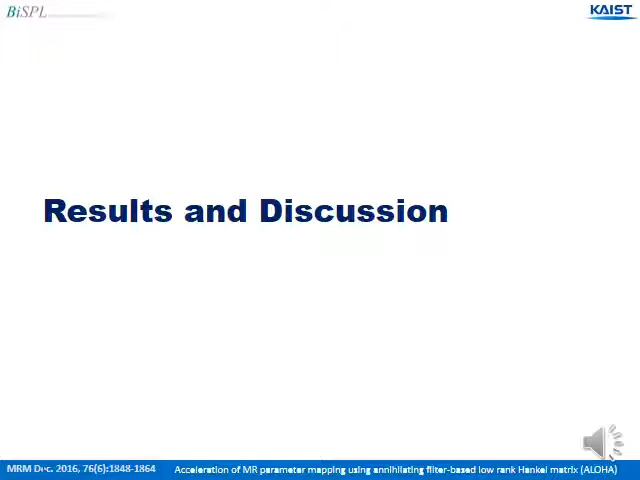 BiSPL
KAIST
Results and Discussion
MRM Dec. 2016, 76(6):1848-1864
Acceleration of MR parameter mapping using annihilating filter-based low rank Hankel matrix (ALOHA)